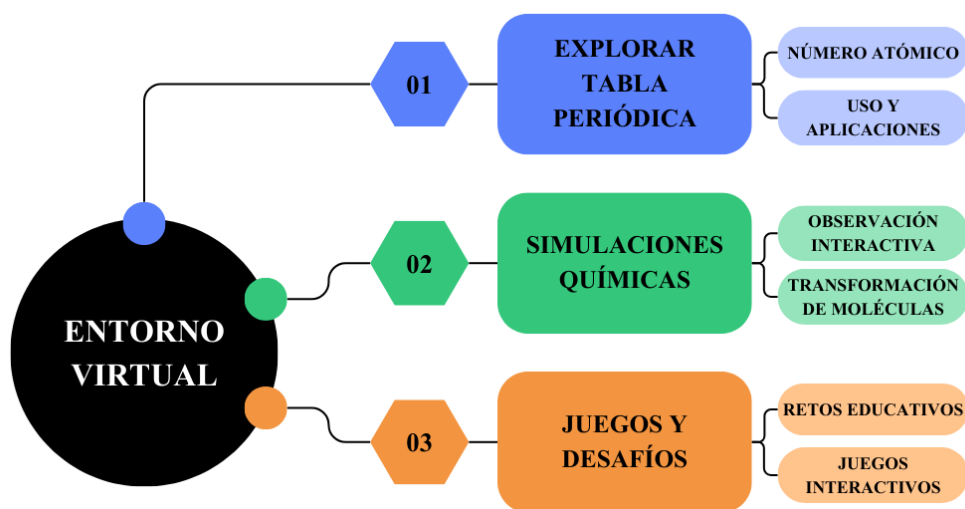 01
EXPLORAR
TABLA
PERIÓDICA
NÚMERO ATÓMICO
USO Y
APLICACIONES
ENTORNO
VIRTUAL
02
SIMULACIONES
QUÍMICAS
OBSERVACIÓN
INTERACTIVA
TRANSFORMACIÓN
DE MOLÉCULAS
03
JUEGOS Y
DESAFÍOS
RETOS EDUCATIVOS
JUEGOS
INTERACTIVOS